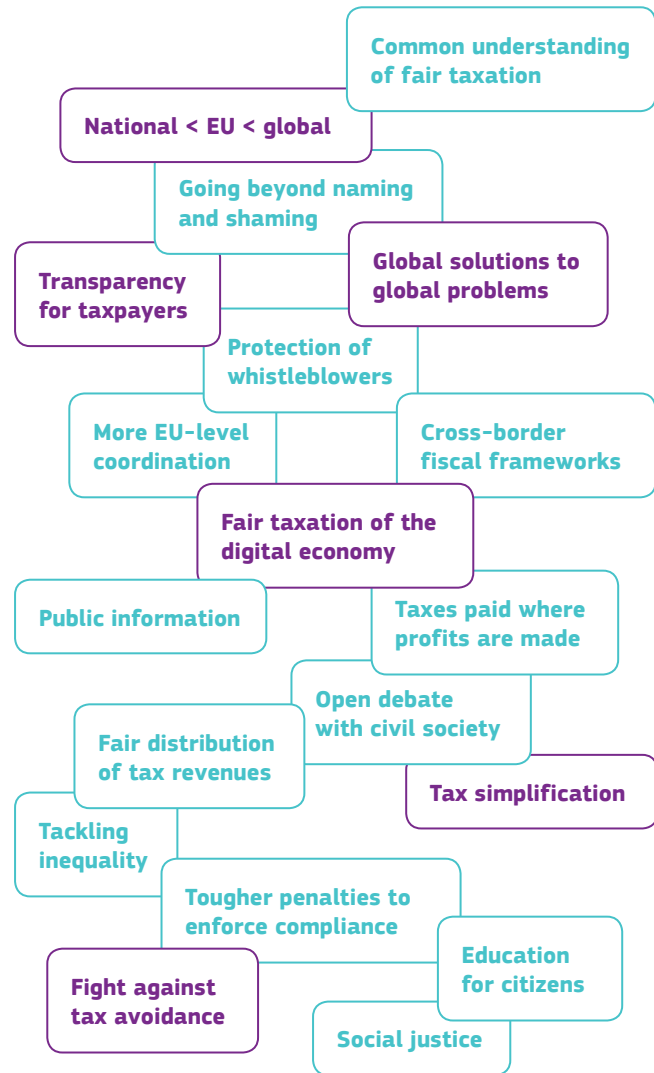 Common understanding
of fair taxation
National < EU < global
Going beyond naming
and shaming
Global solutions to
global problems
Transparency
for taxpayers
Protection of
whistleblowers
More EU-level
coordination
Cross-border
fiscal frameworks
Fair taxation of the
digital economy
Public information
Taxes paid where
profits are made
Open debate
with civil society
Fair distribution
of tax revenues
Tax simplification
Tackling
inequality
Tougher penalties to
enforce compliance
Education
for citizens
Fight against
tax avoidance
Social justice